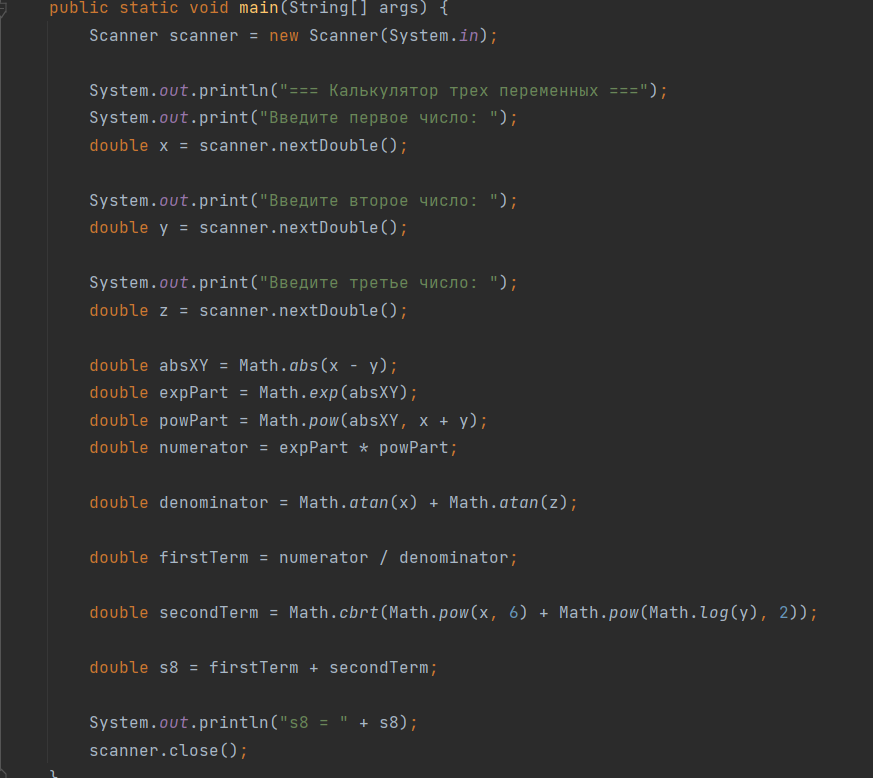 public static void main(String[] args) {
Scanner scanner = new Scanner(System.in);
System.out.println("=== Калькулятор трех переменных ===");
System.out.print("Введите первое число: ");
double x = scanner.nextDouble();
System.out.print("Введите второе число: ");
double y = scanner.nextDouble();
System.out.print("Введите третье число: ");
double z = scanner.nextDouble();
double absXY = Math.abs(x - y);
double expPart = Math.exp(absXY);
double powPart = Math.pow(absXY, x + y);
double numerator = expPart * powPart;
double denominator = Math.atan(x) + Math.atan(z);
double firstTerm = numerator / denominator;
double secondTerm = Math.cbrt(Math.pow(x, 6) + Math.pow(Math.log(y), 2));
double s8 = firstTerm + secondTerm;
System.out.println("s8 = " + s8);
scanner.close();
}